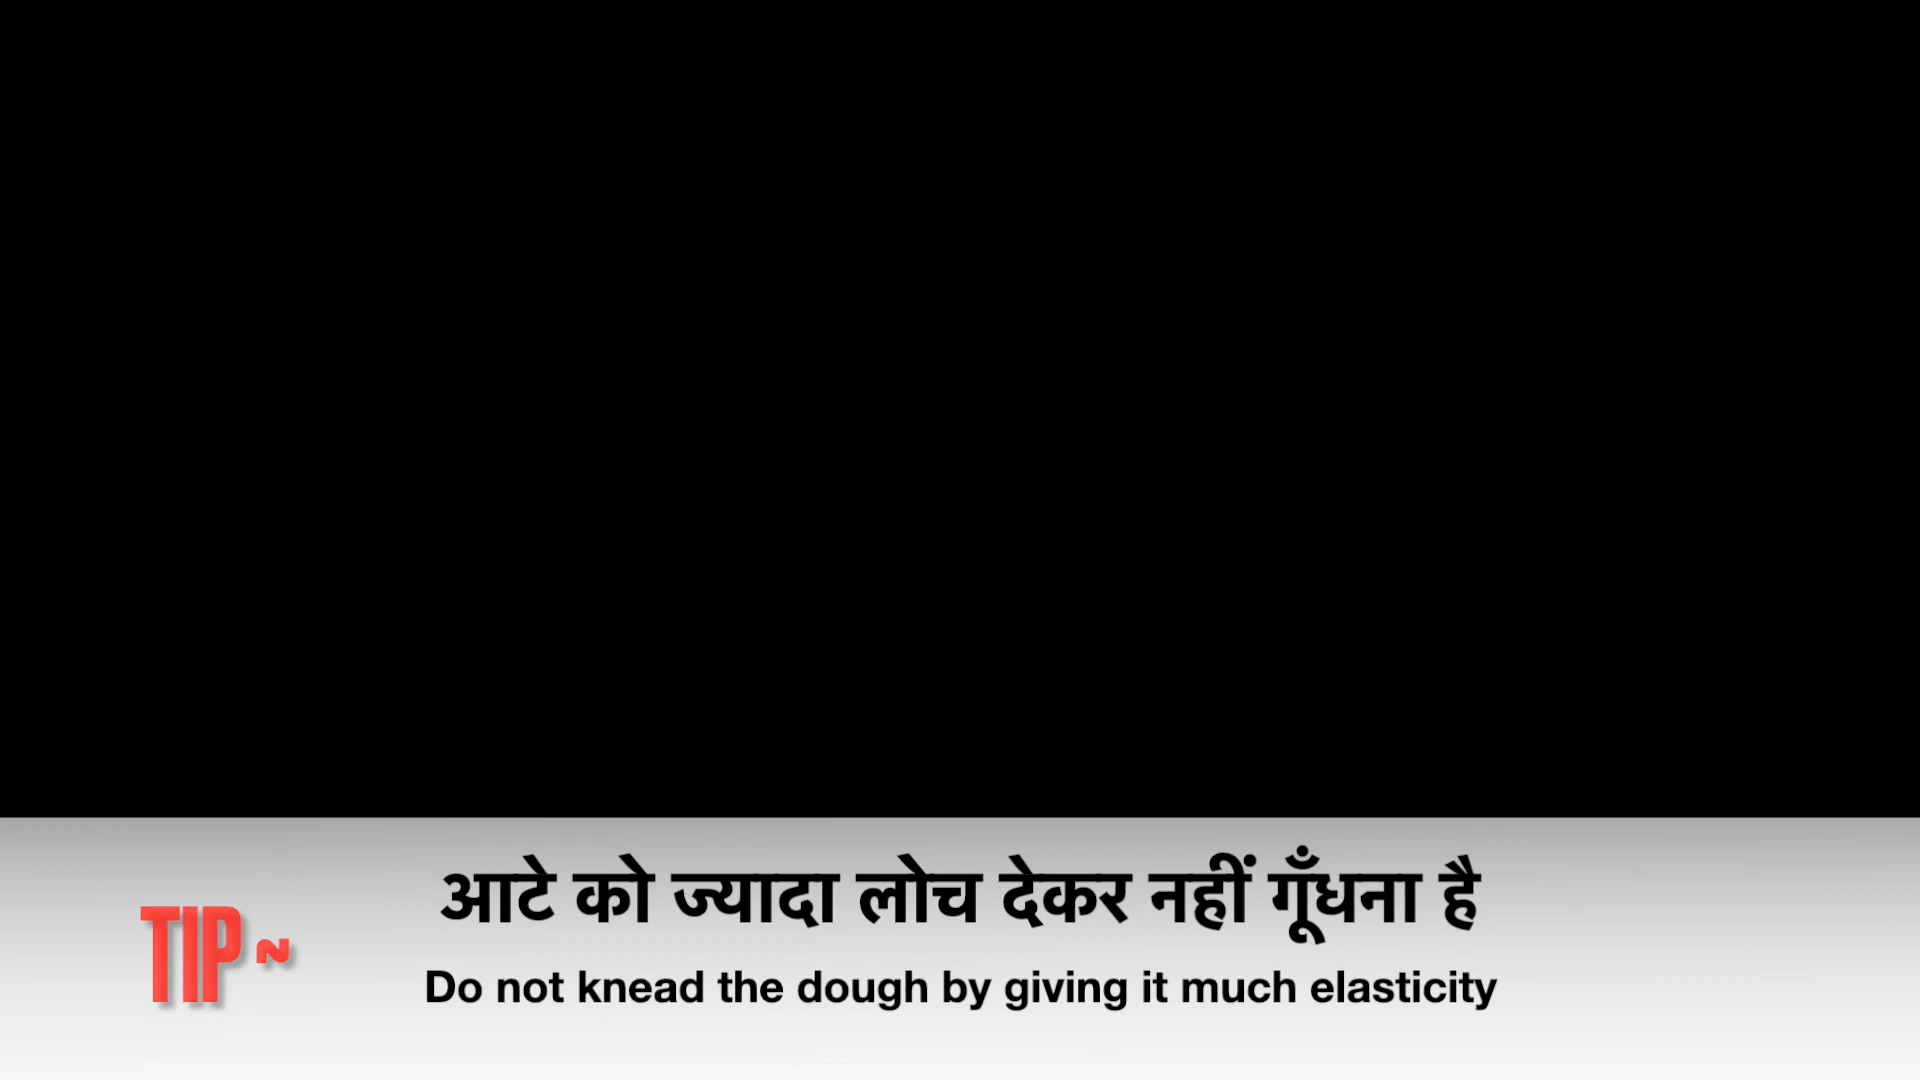 TIP ~
आटे को ज्यादा लोच देकर नहीं गूँधना है
Do not knead the dough by giving it much elasticity